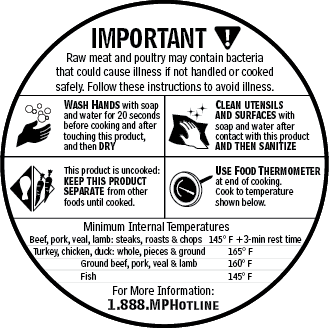 IMPORTANT !
Raw meat and poultry may contain bacteria
that could cause illness if not handled or cooked
safely. Follow these instructions to avoid illness.
WASH HANDS with soap
and water for 20 seconds
before cooking and after
touching this product,
and then DRY
CLEAN UTENSILS
AND SURFACES with
soap and water after
contact with this product
AND THEN SANITIZE
This product is uncooked:
KEEP THIS PRODUCT
SEPARATE from other
foods until cooked.
USE FOOD THERMOMETER
at end of cooking.
Cook to temperature
shown below.
Minimum Internal Temperatures
Beef, pork, veal, lamb: steaks, roasts & chops 145° F +3-min rest time
Turkey, chicken, duck: whole, pieces & ground 165° F
Ground beef, pork, veal & lamb 160° F
Fish 145° F
For More Information:
1.888.MPHOTLINE